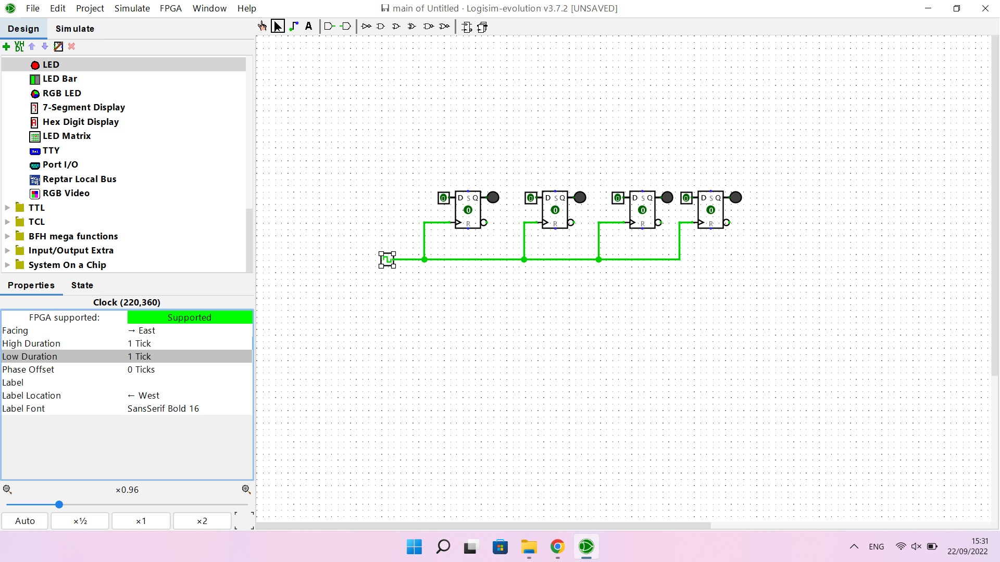 File Edit Project Simulate FPGA Window Help
main of Untitled · Logisim-evolution v3.7.2 [UNSAVED]
Design Simulate
A
VH
DL
LED
LED Bar
RGB LED
7-Segment Display
Hex Digit Display
LED Matrix
TTY
Port I/O
Reptar Local Bus
RGB Video
TTL
TCL
BFH mega functions
Input/Output Extra
System On a Chip
0 D S Q 0 D S Q 0 D S Q 0 D S Q
0 0 0 0
R R R R
Properties State
Clock (220,360)
FPGA supported: Supported
Facing → East
High Duration 1 Tick
Low Duration 1 Tick
Phase Offset 0 Ticks
Label
Label Location ← West
Label Font SansSerif Bold 16
×0.96
Auto ×½ ×1 ×2
ENG
15:31
22/09/2022